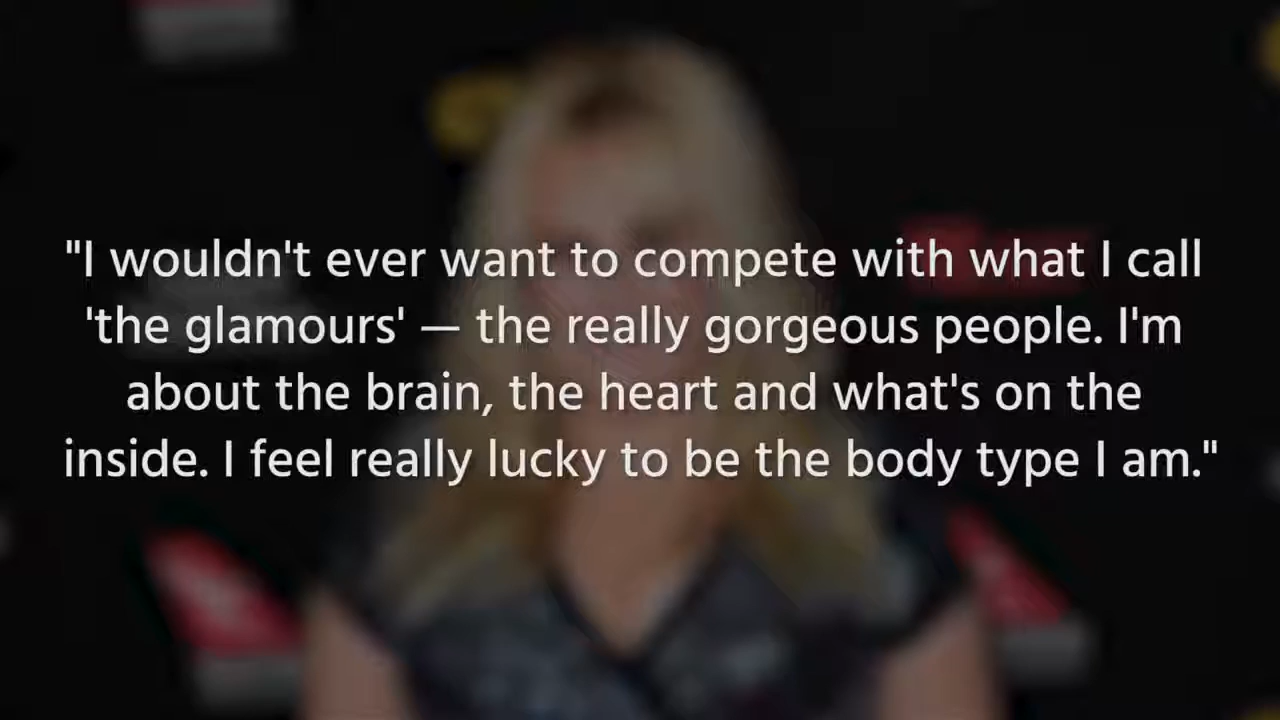 "I wouldn't ever want to compete with what I call
'the glamours' — the really gorgeous people. I'm
about the brain, the heart and what's on the
inside. I feel really lucky to be the body type I am."